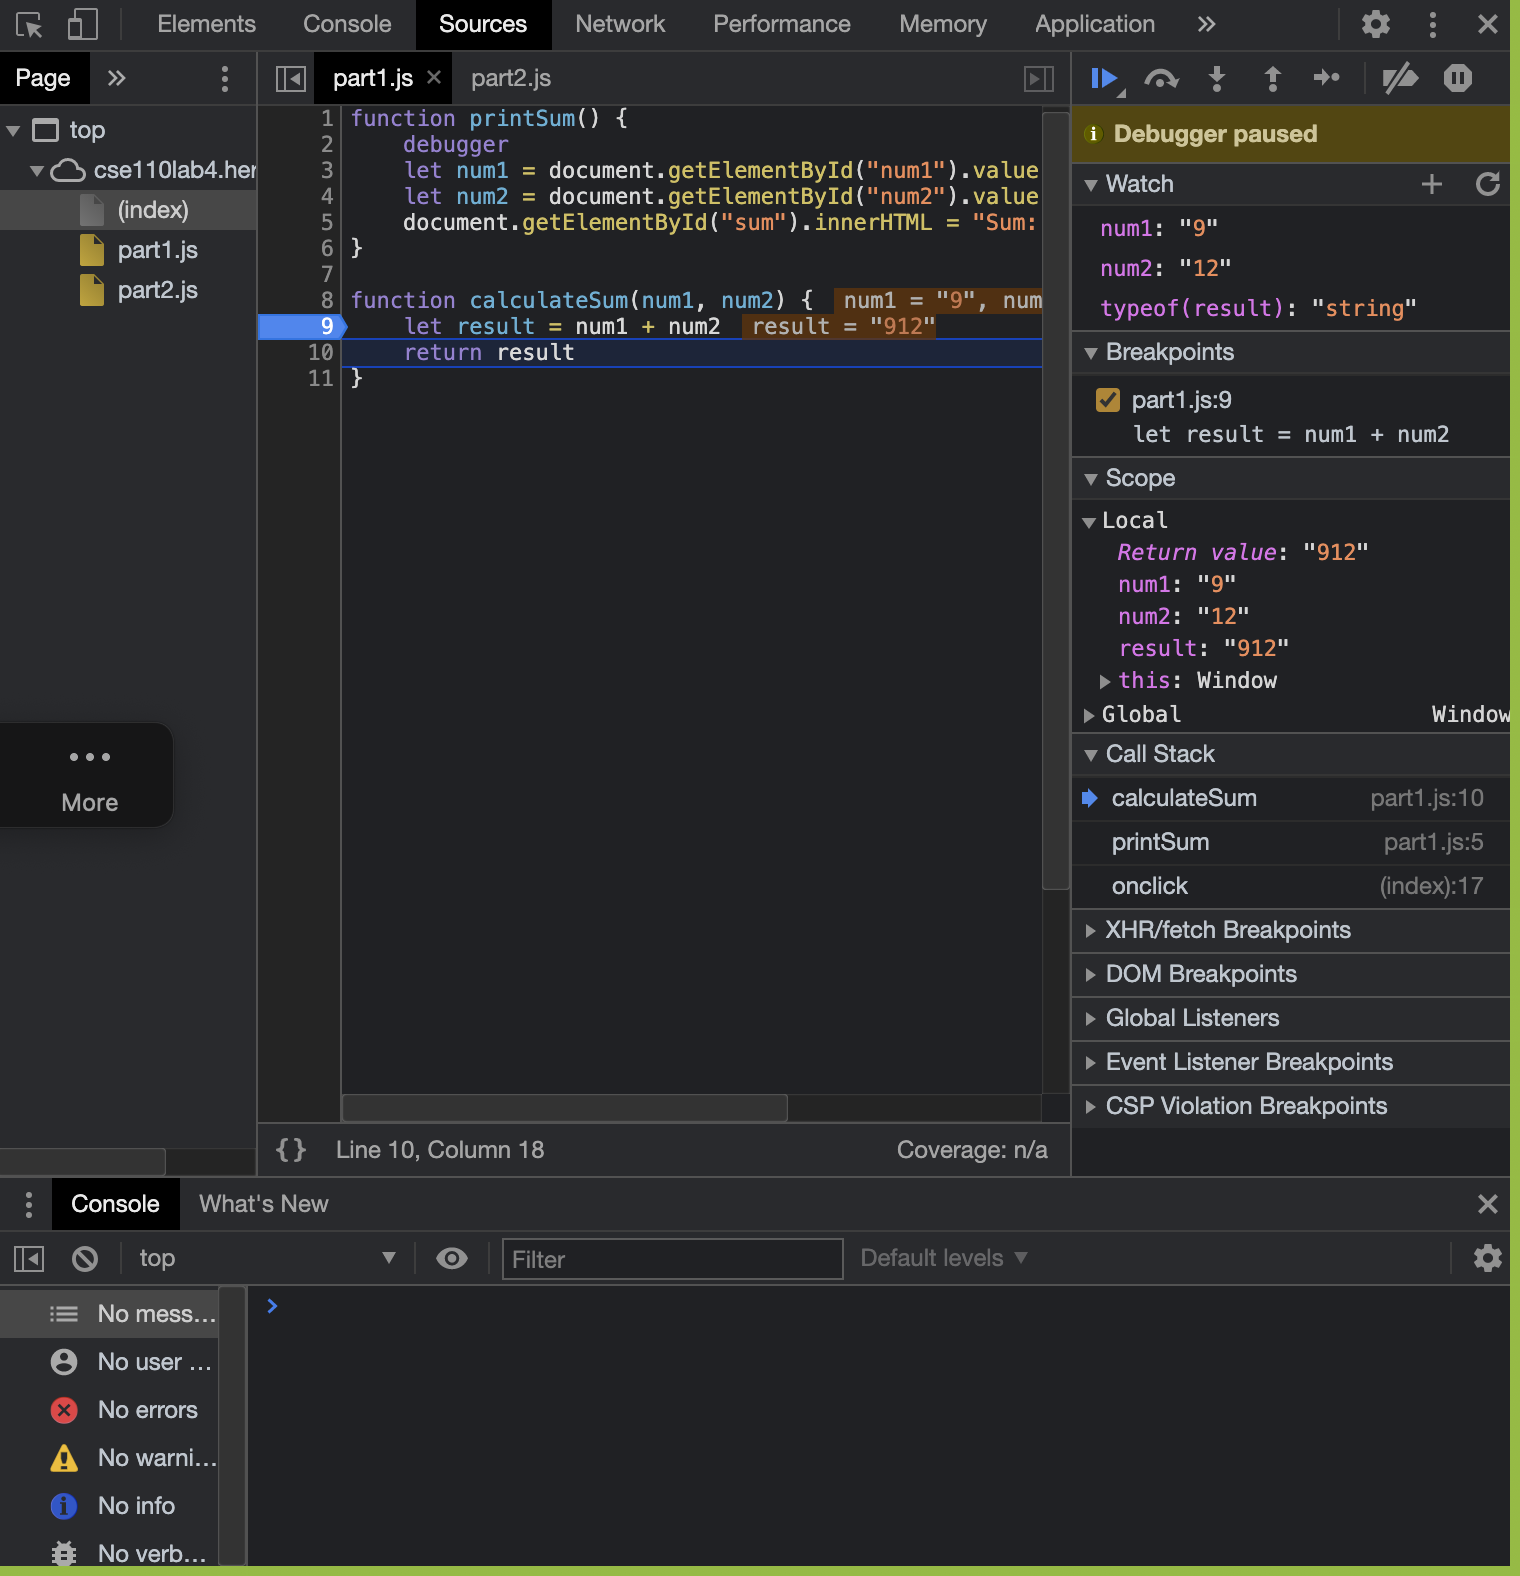 Elements Console Sources Network Performance Memory Application
Page
part1.js part2.js
top
cse110lab4.her
(index)
part1.js
part2.js
More
1 function printSum() {
2 debugger
3 let num1 = document.getElementById("num1").value
4 let num2 = document.getElementById("num2").value
5 document.getElementById("sum").innerHTML = "Sum:
6 }
7
8 function calculateSum(num1, num2) { num1 = "9", num
9 let result = num1 + num2 result = "912"
10 return result
11 }
{} Line 10, Column 18 Coverage: n/a
Debugger paused
Watch
num1: "9"
num2: "12"
typeof(result): "string"
Breakpoints
part1.js:9
let result = num1 + num2
Scope
Local
Return value: "912"
num1: "9"
num2: "12"
result: "912"
this: Window
Global Window
Call Stack
calculateSum part1.js:10
printSum part1.js:5
onclick (index):17
XHR/fetch Breakpoints
DOM Breakpoints
Global Listeners
Event Listener Breakpoints
CSP Violation Breakpoints
Console What's New
top Filter Default levels
No mess...
No user ...
No errors
No warni...
No info
No verb...